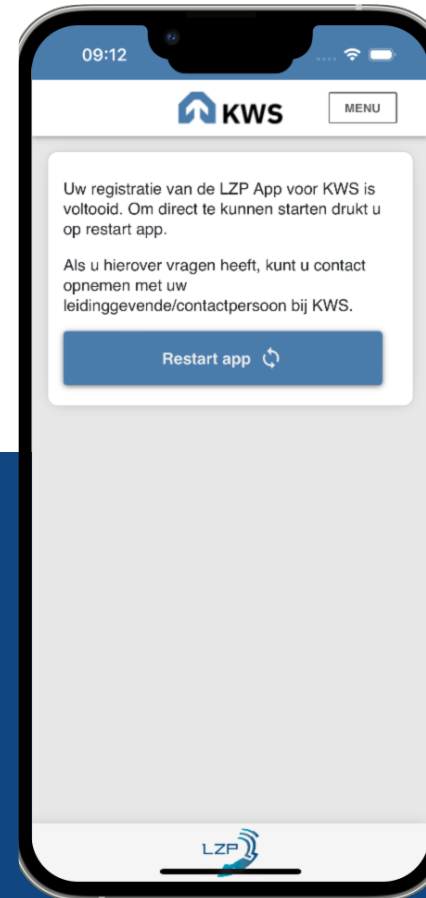 09:12
KWS
MENU
Uw registratie van de LZP App voor KWS is
voltooid. Om direct te kunnen starten drukt u
op restart app.
Als u hierover vragen heeft, kunt u contact
opnemen met uw
leidinggevende/contactpersoon bij KWS.
Restart app
LZP